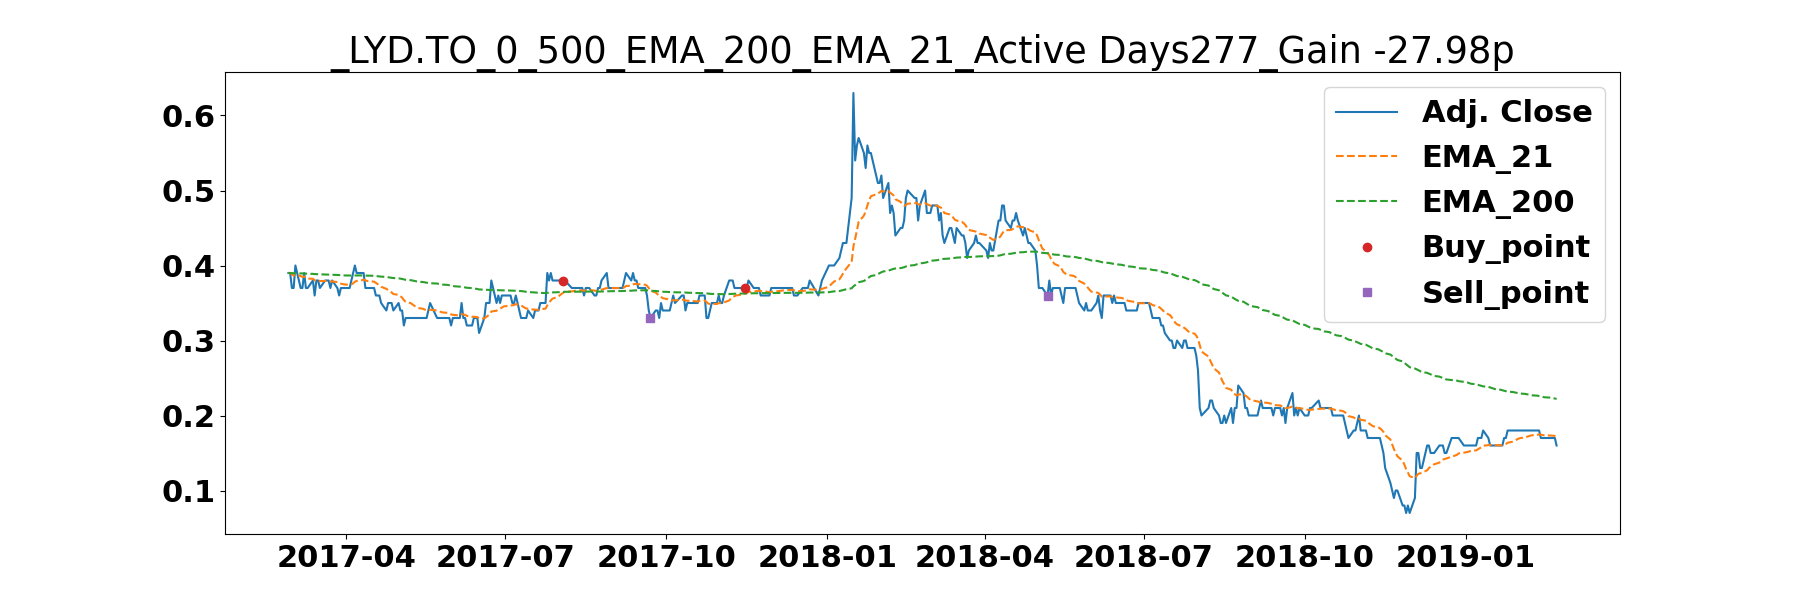 _LYD.TO_0_500_EMA_200_EMA_21_Active Days277_Gain -27.98p
0.6
0.5
0.4
0.3
0.2
0.1
Adj. Close
EMA_21
EMA_200
Buy_point
Sell_point
2017-04 2017-07 2017-10 2018-01 2018-04 2018-07 2018-10 2019-01